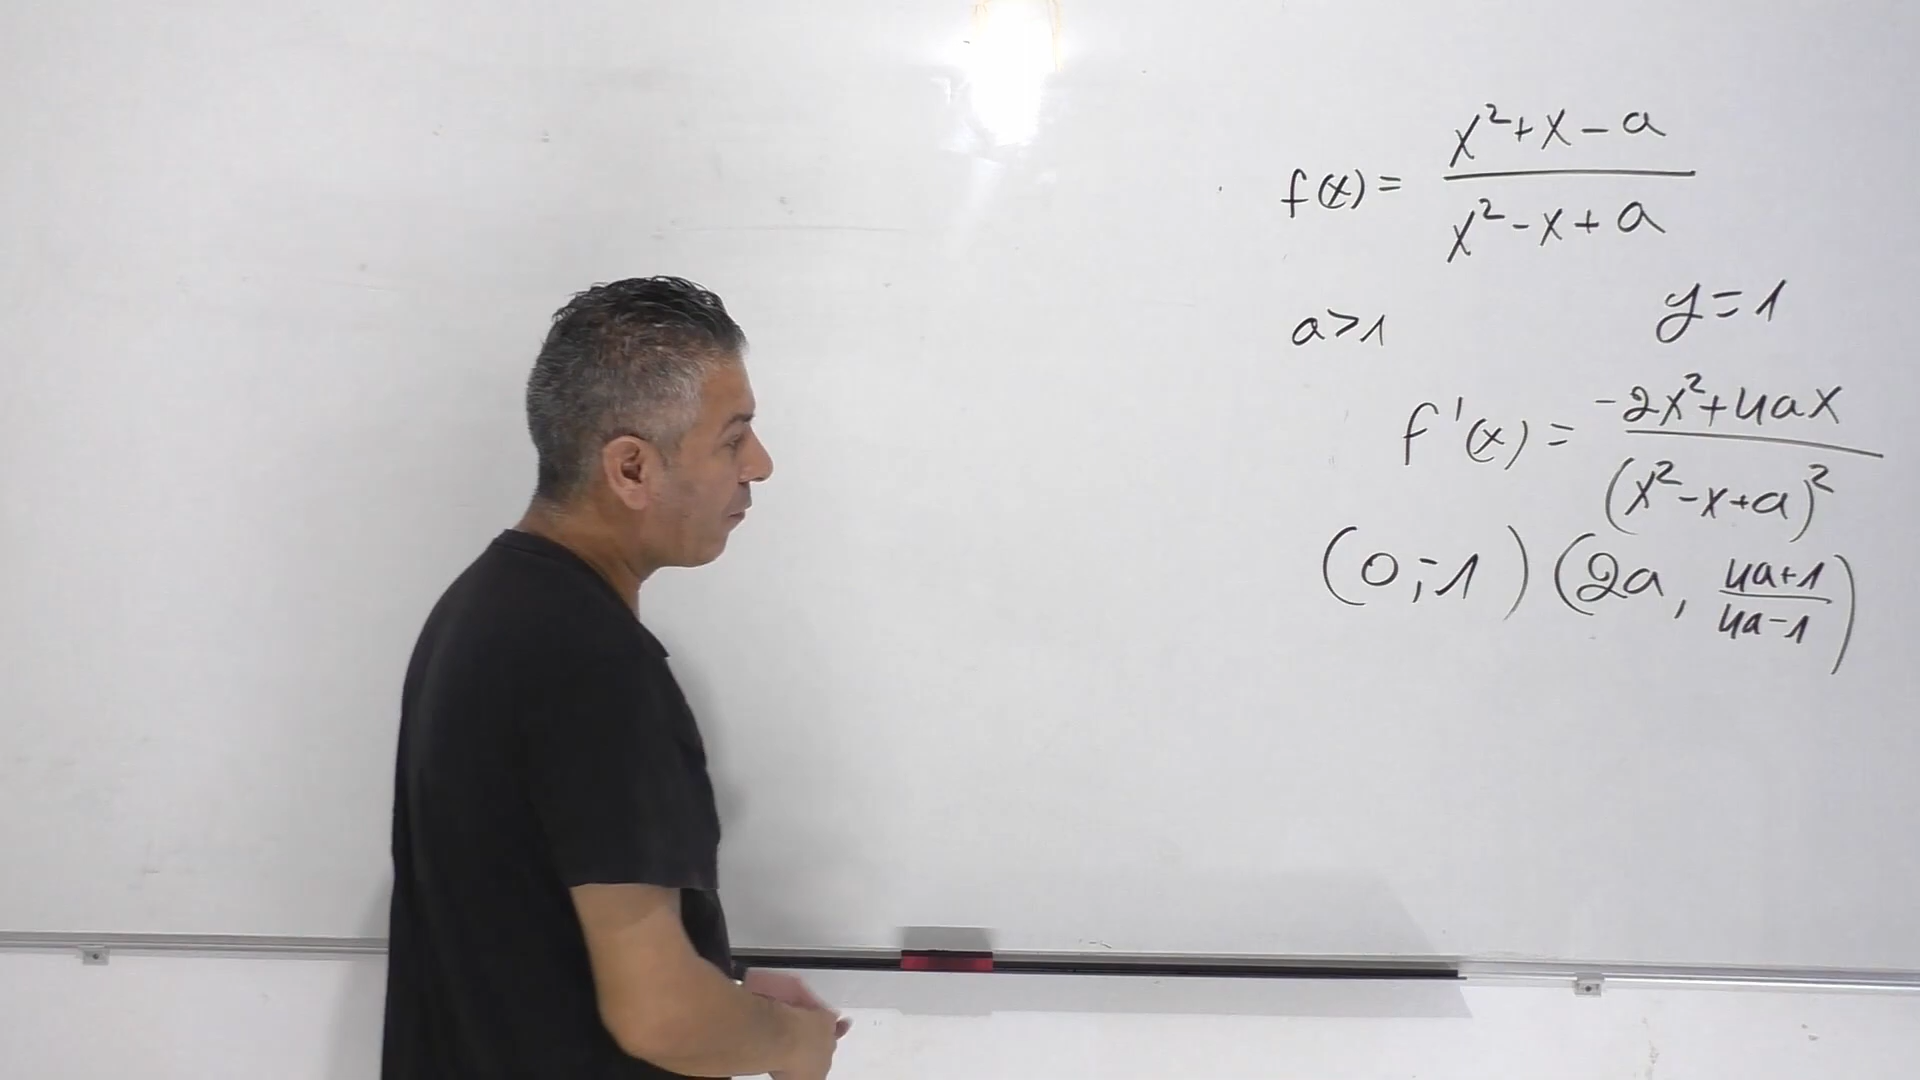 f(x) = (x²+x-a)/(x²-x+a)
a>1
y=1
f'(x) = (-2x²+4ax)/(x²-x+a)²
(0;-1) (2a, (4a+1)/(4a-1))